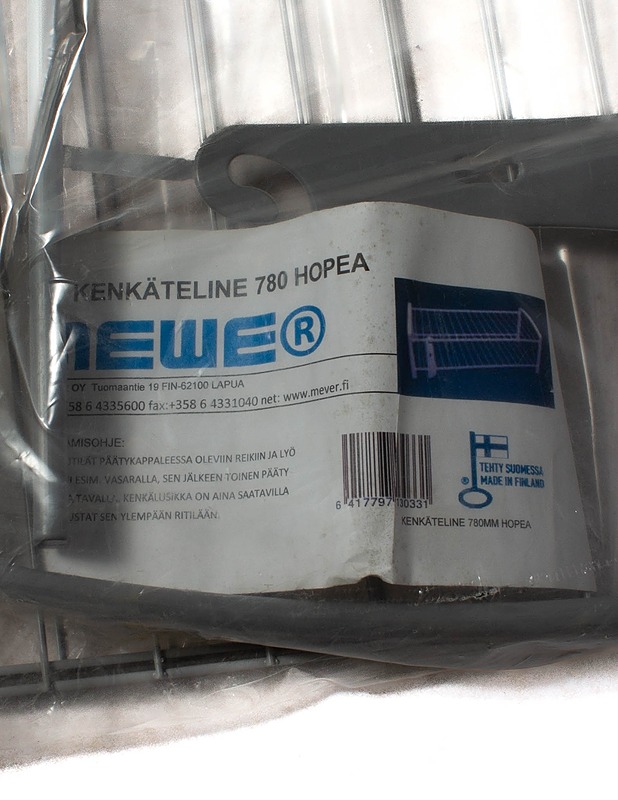 KENKÄTELINE 780 HOPEA
MEWE®
OY Tuomaantie 19 FIN-62100 LAPUA
58 6 4335600 fax:+358 6 4331040 net: www.mever.fi
AMISOHJE:
PÄÄTYKAPPALEESSA OLEVIIN REIKIIN JA LYÖ
ESIM. VASARALLA, SEN JÄLKEEN TOINEN PÄÄTY
TAVALLA. KENKÄLUSIKKA ON AINA SAATAVILLA
USTAT SEN YLEMPÄÄN RITILÄÄN.
6 417797 130331
® TEHTY SUOMESSA
MADE IN FINLAND
KENKÄTELINE 780MM HOPEA